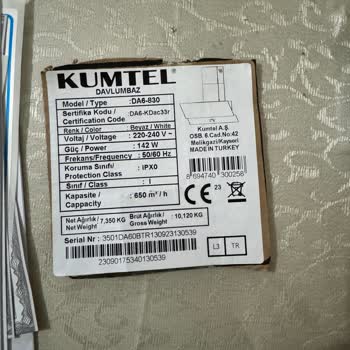 KUMTEL
DAVLUMBAZ
Model / Type : DA6-830
Sertifika Kodu / : DA6-KDac33r
Certification Code
Renk / Color : Beyaz / White
Voltaj / Voltage : 220-240 V ~
Güç / Power : 142 W
Frekans/Frequency : 50/60 Hz
Koruma Sınıfı/ : IPX0
Protection Class
Sınıf / Class : I
Kapasite / : 650 m³ / h
Cappacity
Kumtel A.Ş.
OSB. 6.Cad.No:42
Melikgazi/Kayseri
MADE IN TURKEY
8 694740 300256
CE 23
Net Ağırlık / : 7,350 KG
Net Weight
Brüt Ağırlık / : 10,120 KG
Gross Weight
Serial Nr : 3501DA60BTR130923130539
23090175340130539
L3 TR